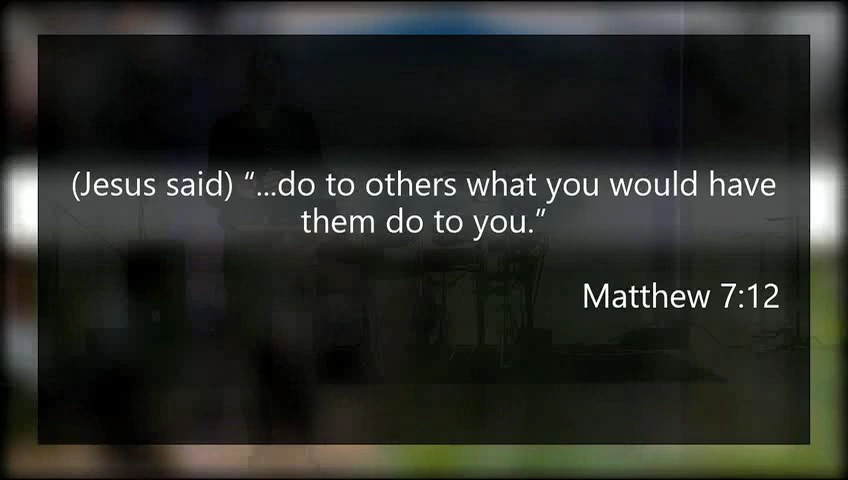 (Jesus said) “...do to others what you would have
them do to you.”
Matthew 7:12